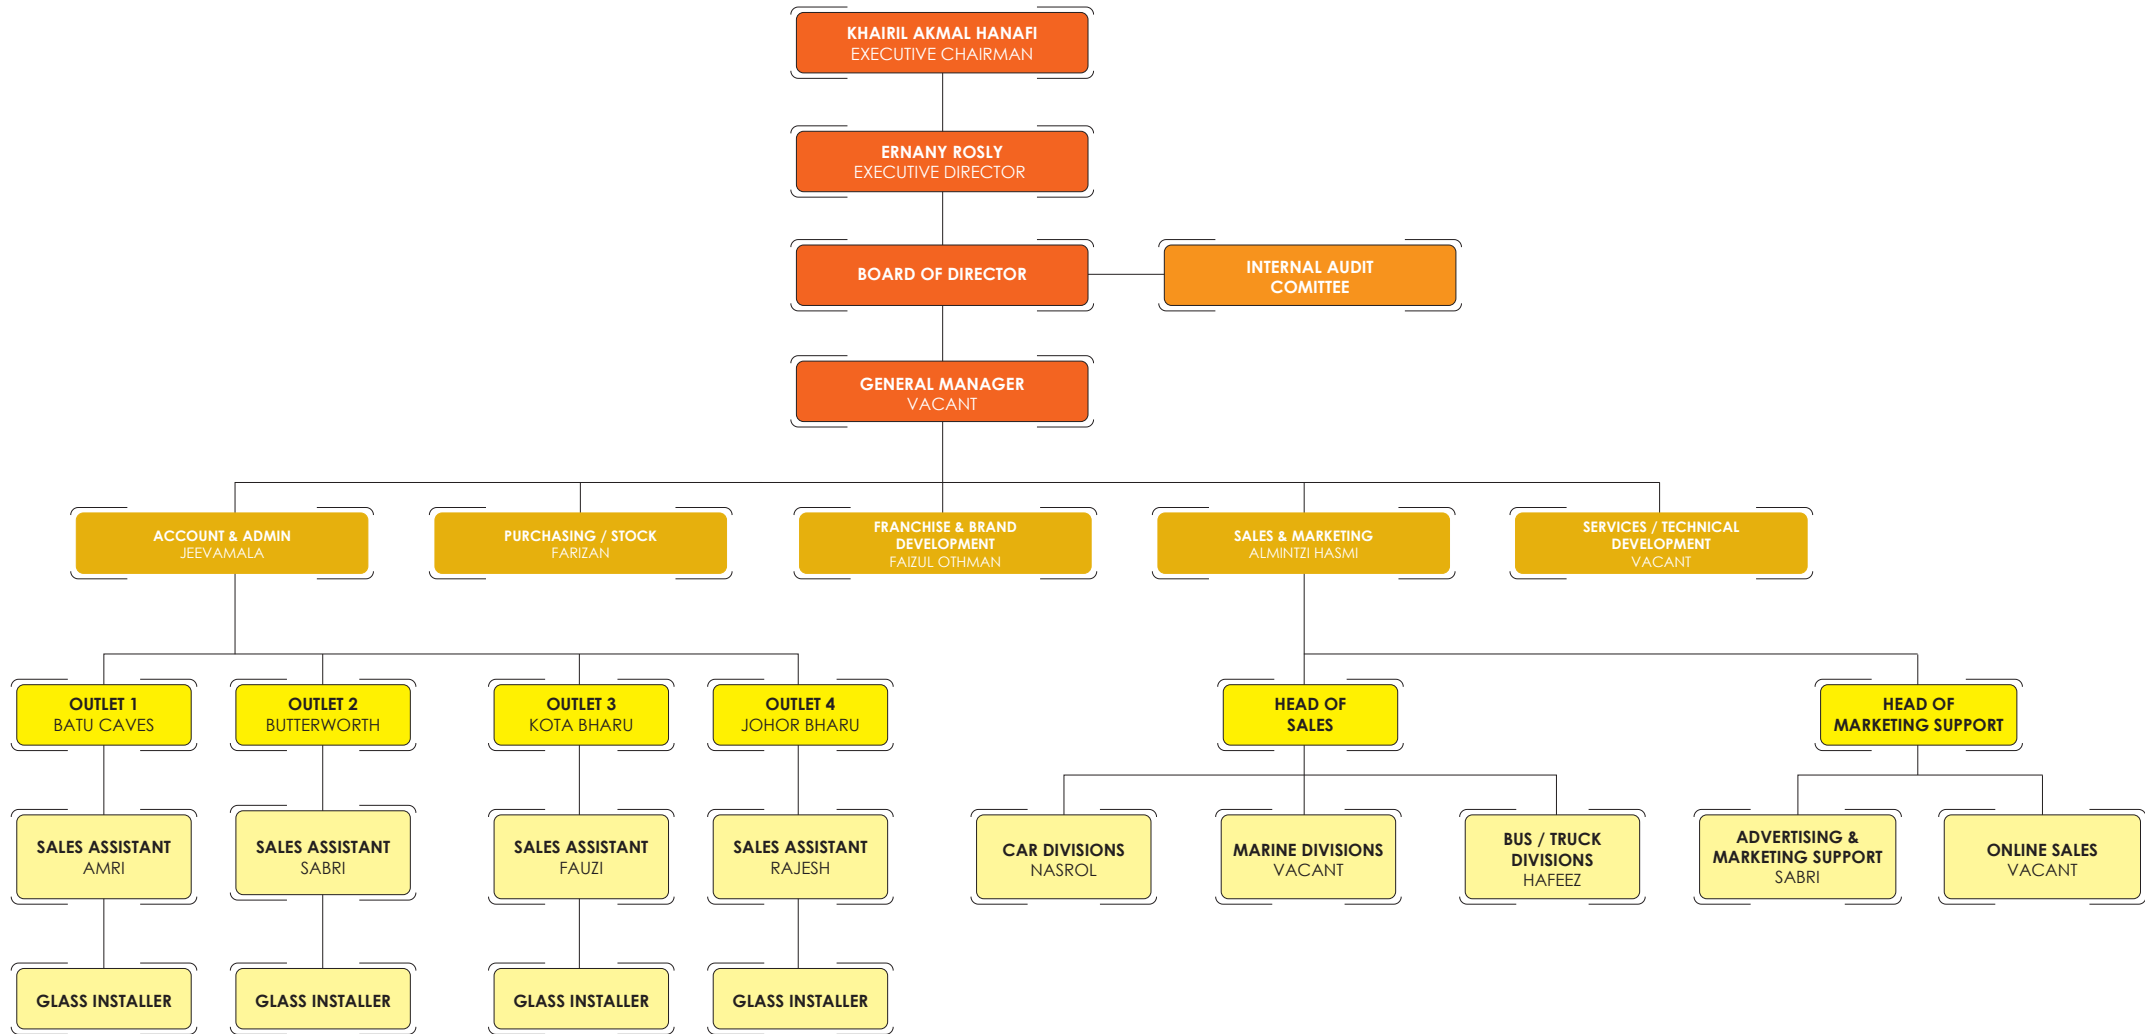 KHAIRIL AKMAL HANAFI
EXECUTIVE CHAIRMAN
ERNANY ROSLY
EXECUTIVE DIRECTOR
BOARD OF DIRECTOR
INTERNAL AUDIT
COMITTEE
GENERAL MANAGER
VACANT
ACCOUNT & ADMIN
JEEVAMALA
PURCHASING / STOCK
FARIZAN
FRANCHISE & BRAND
DEVELOPMENT
FAIZUL OTHMAN
SALES & MARKETING
ALMINTZI HASMI
SERVICES / TECHNICAL
DEVELOPMENT
VACANT
OUTLET 1
BATU CAVES
OUTLET 2
BUTTERWORTH
OUTLET 3
KOTA BHARU
OUTLET 4
JOHOR BHARU
HEAD OF
SALES
HEAD OF
MARKETING SUPPORT
SALES ASSISTANT
AMRI
SALES ASSISTANT
SABRI
SALES ASSISTANT
FAUZI
SALES ASSISTANT
RAJESH
CAR DIVISIONS
NASROL
MARINE DIVISIONS
VACANT
BUS / TRUCK
DIVISIONS
HAFEEZ
ADVERTISING &
MARKETING SUPPORT
SABRI
ONLINE SALES
VACANT
GLASS INSTALLER
GLASS INSTALLER
GLASS INSTALLER
GLASS INSTALLER